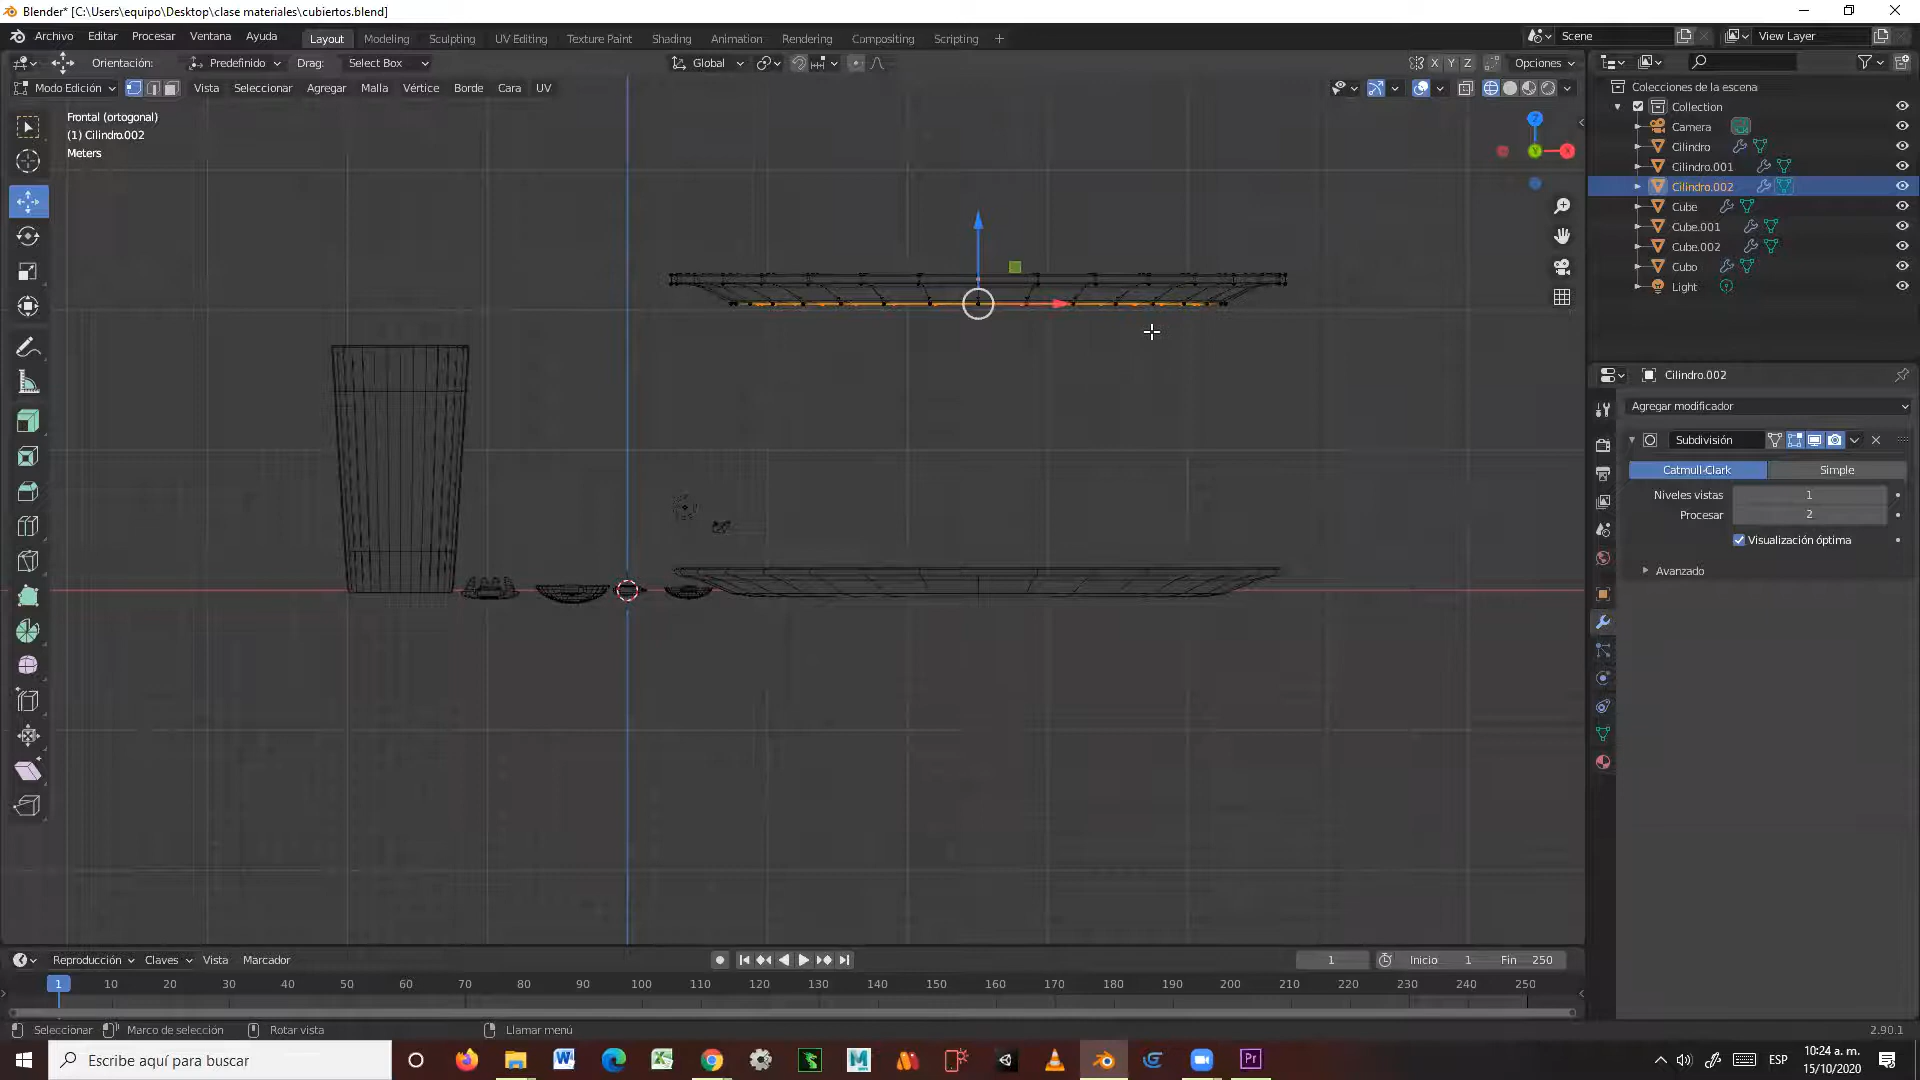 Blender* [C:\Users\equipo\Desktop\clase materiales\cubiertos.blend]
Archivo Editar Procesar Ventana Ayuda Layout Modeling Sculpting UV Editing Texture Paint Shading Animation Rendering Compositing Scripting + Scene View Layer
Orientación: Predefinido Drag: Select Box Global X Y Z Opciones
Modo Edición Vista Seleccionar Agregar Malla Vértice Borde Cara UV
Frontal (ortogonal)
(1) Cilindro.002
Meters
Z
X
Y
Colecciones de la escena
Collection
Camera
Cilindro
Cilindro.001
Cilindro.002
Cube
Cube.001
Cube.002
Cubo
Light
Cilindro.002
Agregar modificador
Subdivisión
Catmull-Clark Simple
Niveles vistas 1
Procesar 2
Visualización óptima
Avanzado
Reproducción Claves Vista Marcador 1 Inicio 1 Fin 250
1 10 20 30 40 50 60 70 80 90 100 110 120 130 140 150 160 170 180 190 200 210 220 230 240 250
Seleccionar Marco de selección Rotar vista Llamar menú 2.90.1
Escribe aquí para buscar
W
X
M
G
Pr
ESP
10:24 a. m.
15/10/2020